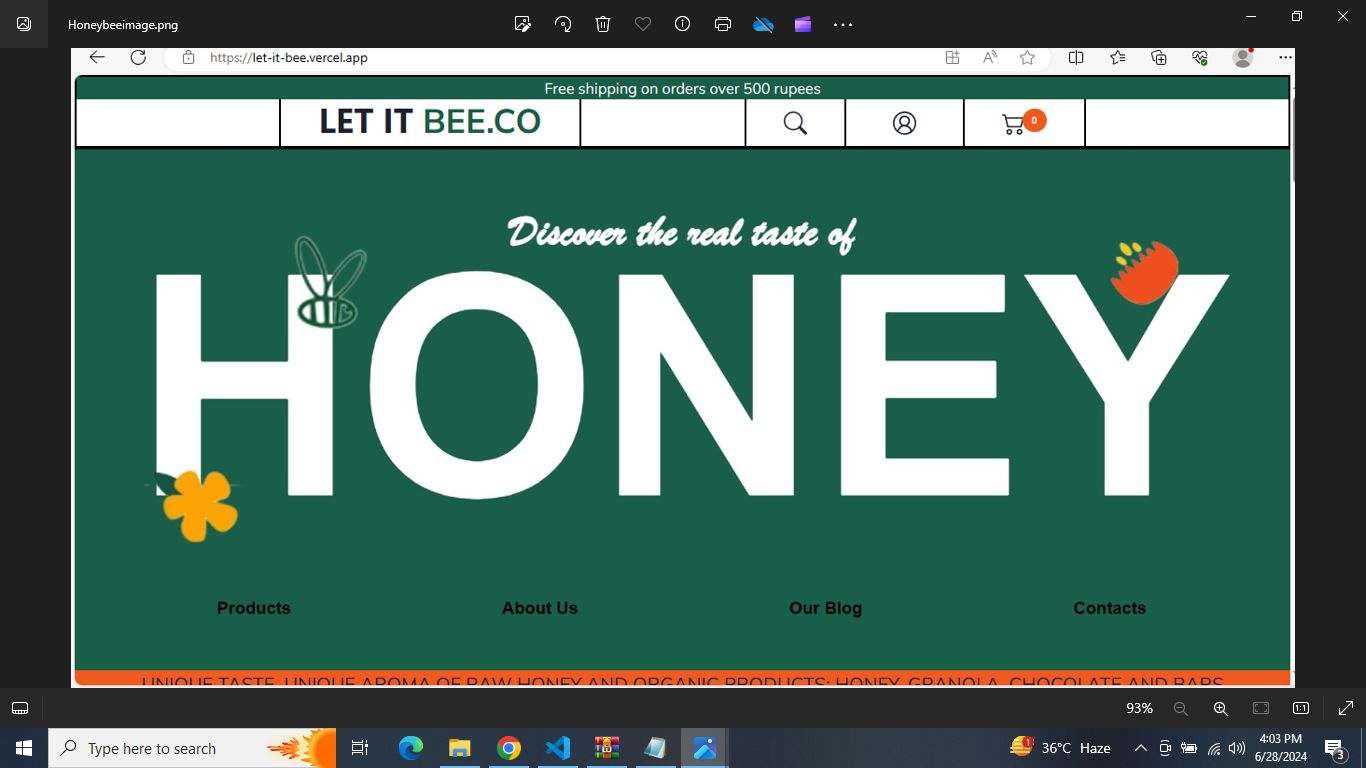 Honeybeeimage.png
https://let-it-bee.vercel.app
Free shipping on orders over 500 rupees
LET IT BEE.CO
0
Discover the real taste of
HONEY
Products
About Us
Our Blog
Contacts
UNIQUE TASTE, UNIQUE AROMA OF RAW HONEY AND ORGANIC PRODUCTS: HONEY, GRANOLA, CHOCOLATE AND BARS
93%
1:1
Type here to search
1
36°C Haze
4:03 PM
6/28/2024
3